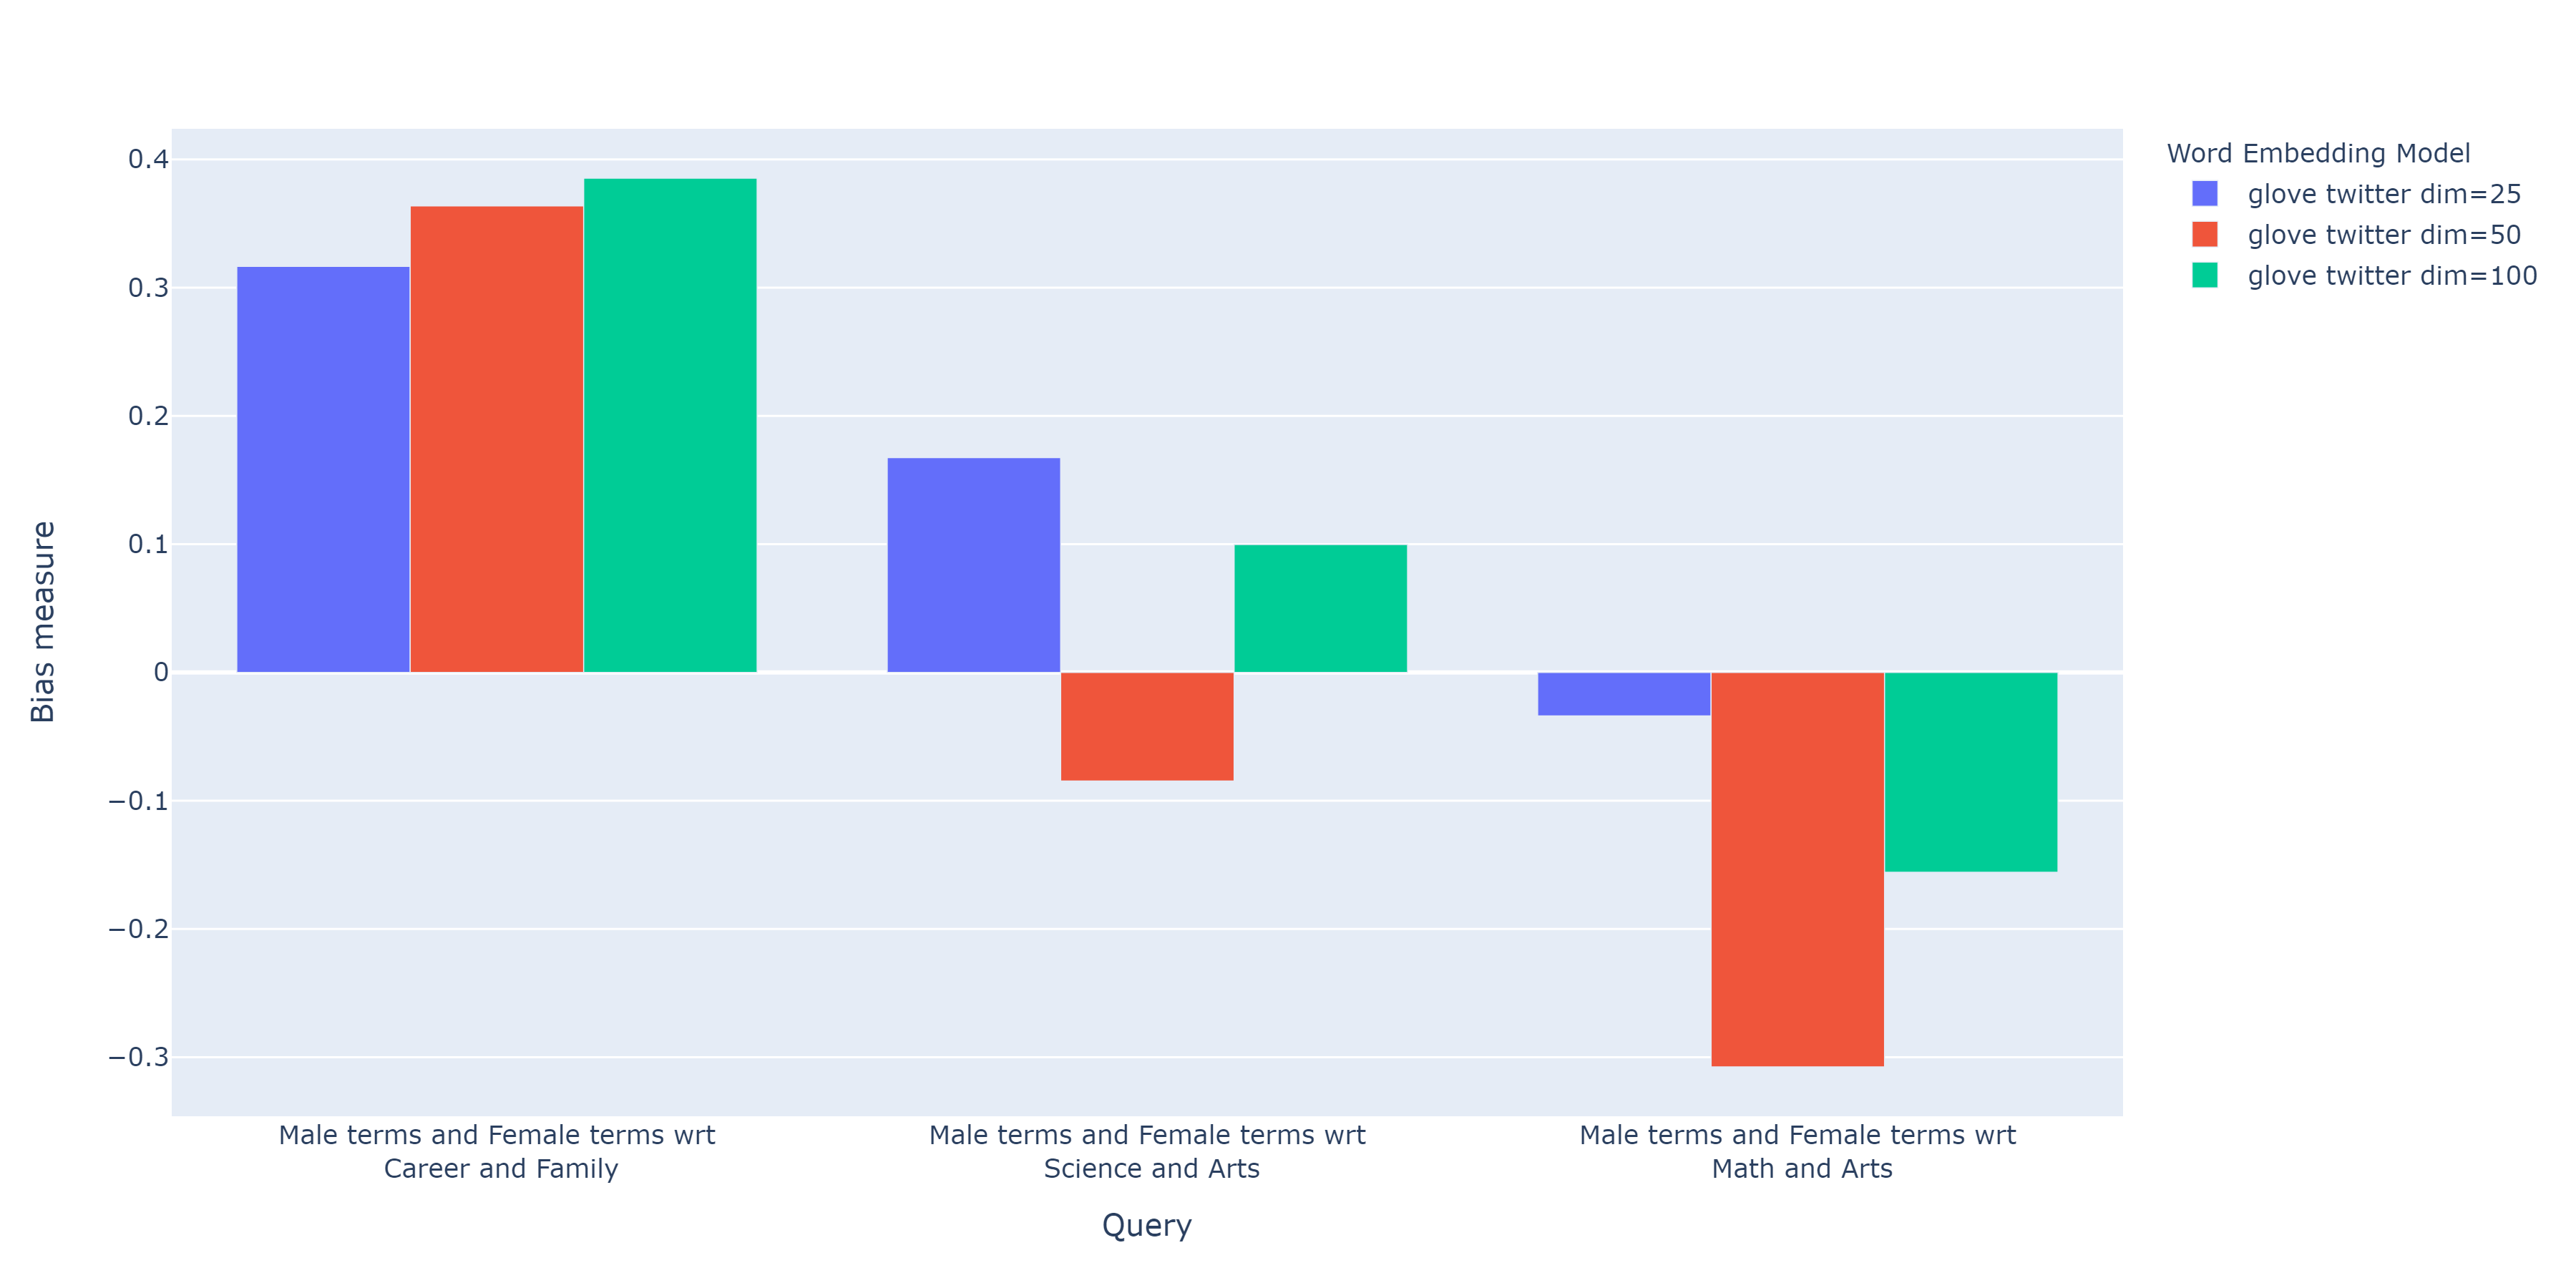 Word Embedding Model
glove twitter dim=25
glove twitter dim=50
glove twitter dim=100
Bias measure
0.4
0.3
0.2
0.1
0
−0.1
−0.2
−0.3
Male terms and Female terms wrt
Career and Family
Male terms and Female terms wrt
Science and Arts
Male terms and Female terms wrt
Math and Arts
Query